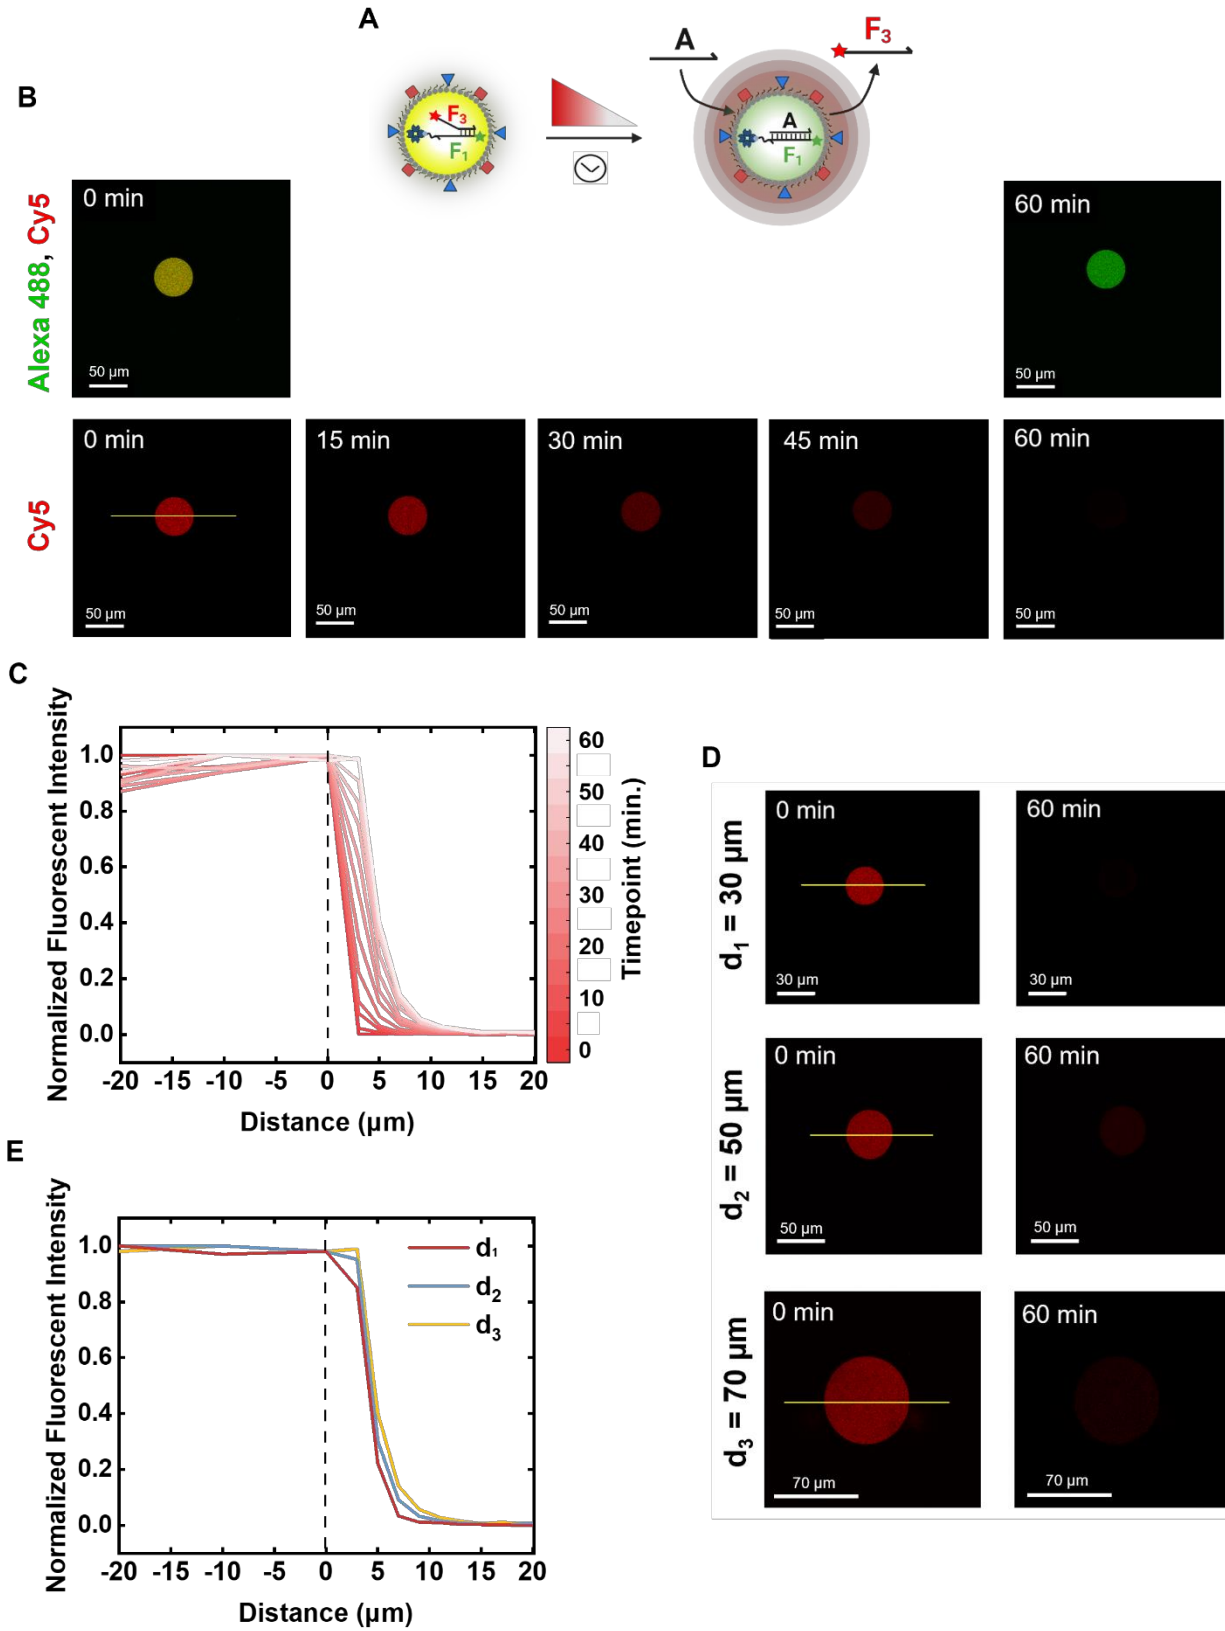 A
A
F3
F3
F1
A
F1
B
Alexa 488, Cy5
0 min
50 µm
60 min
50 µm
Cy5
0 min
50 µm
15 min
50 µm
30 min
50 µm
45 min
50 µm
60 min
50 µm
C
Normalized Fluorescent Intensity
1.0
0.8
0.6
0.4
0.2
0.0
-20 -15 -10 -5 0 5 10 15 20
Distance (µm)
60
50
40
30
20
10
0
Timepoint (min.)
D
d1 = 30 µm
0 min
30 µm
60 min
30 µm
d2 = 50 µm
0 min
50 µm
60 min
50 µm
d3 = 70 µm
0 min
70 µm
60 min
70 µm
E
Normalized Fluorescent Intensity
1.0
0.8
0.6
0.4
0.2
0.0
d1
d2
d3
-20 -15 -10 -5 0 5 10 15 20
Distance (µm)